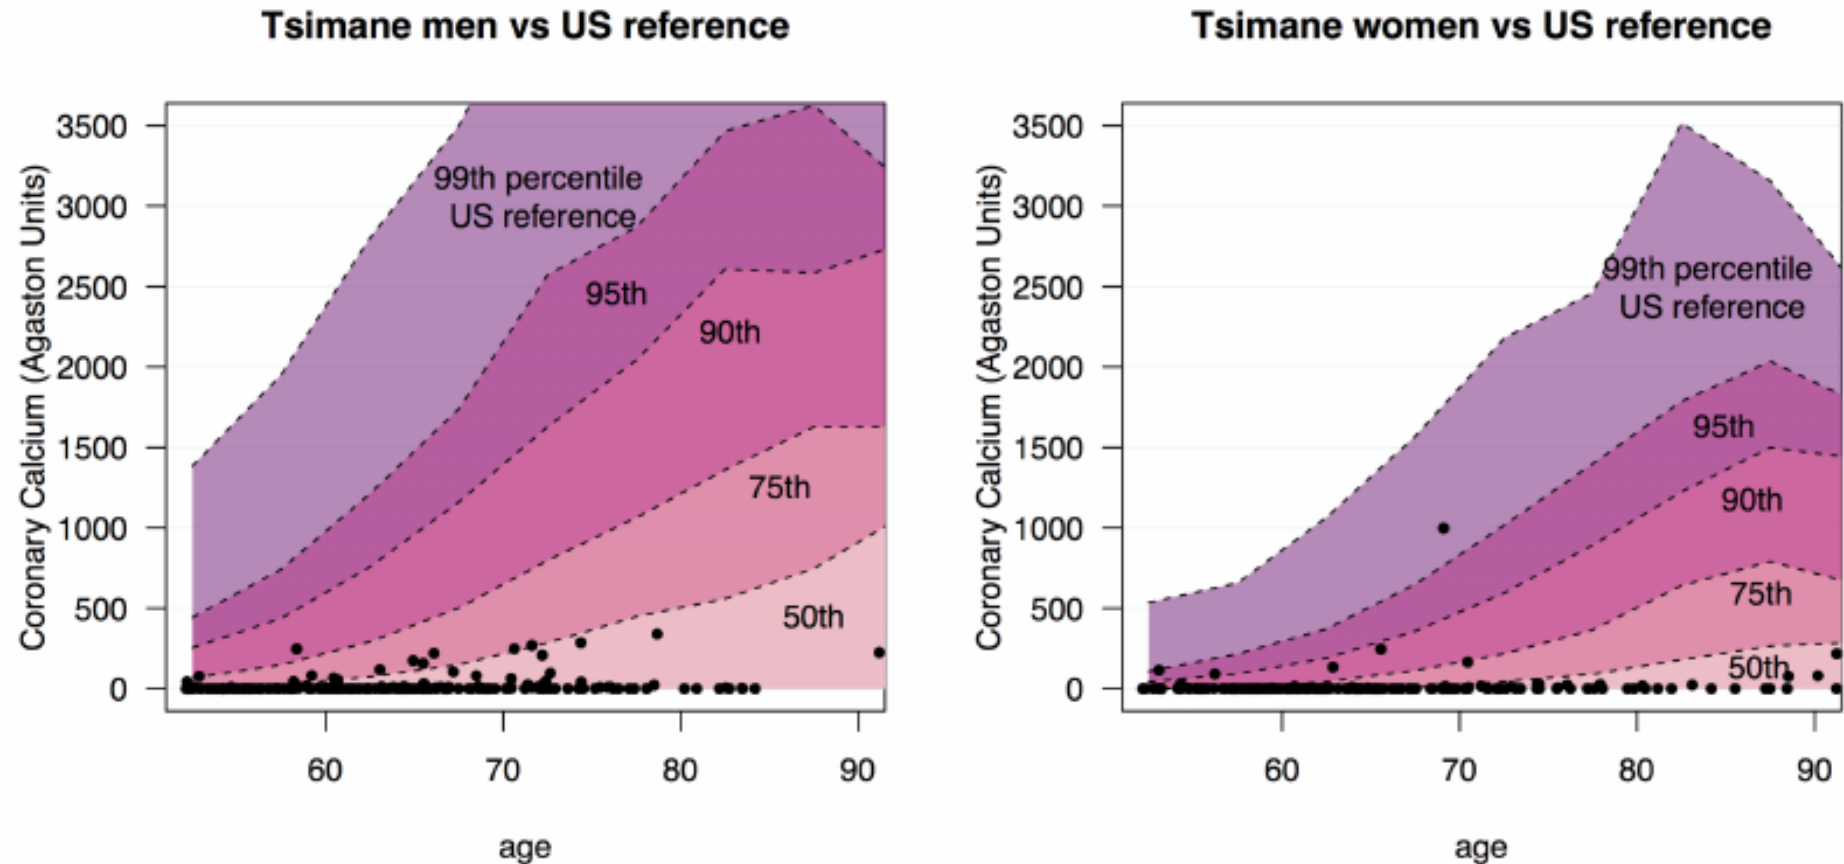 Tsimane men vs US reference
Coronary Calcium (Agaston Units)
3500
3000
2500
2000
1500
1000
500
0
99th percentile
US reference
95th
90th
75th
50th
60
70
80
90
age
Tsimane women vs US reference
Coronary Calcium (Agaston Units)
3500
3000
2500
2000
1500
1000
500
0
99th percentile
US reference
95th
90th
75th
50th
60
70
80
90
age